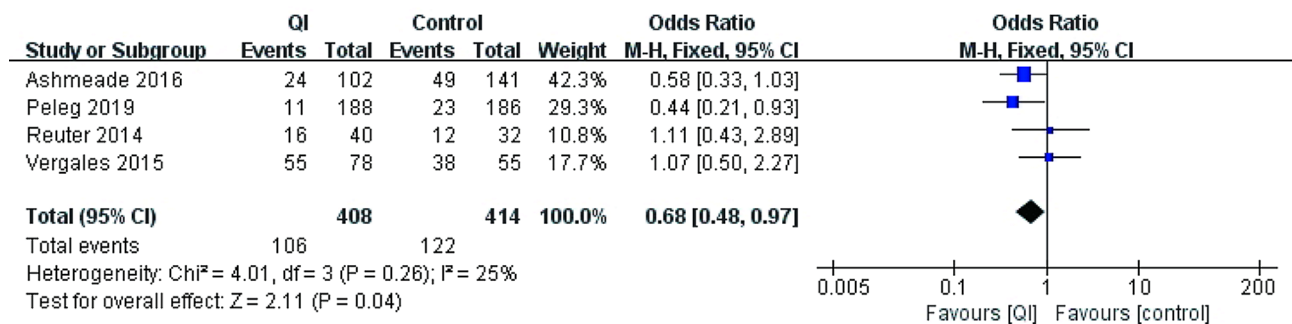 QI Control Odds Ratio Odds Ratio
Study or Subgroup Events Total Events Total Weight M-H, Fixed, 95% CI M-H, Fixed, 95% CI
Ashmeade 2016 24 102 49 141 42.3% 0.58 [0.33, 1.03]
Peleg 2019 11 188 23 186 29.3% 0.44 [0.21, 0.93]
Reuter 2014 16 40 12 32 10.8% 1.11 [0.43, 2.89]
Vergales 2015 55 78 38 55 17.7% 1.07 [0.50, 2.27]
Total (95% CI) 408 414 100.0% 0.68 [0.48, 0.97]
Total events 106 122
Heterogeneity: Chi² = 4.01, df = 3 (P = 0.26); I² = 25%
Test for overall effect: Z = 2.11 (P = 0.04)
0.005 0.1 1 10 200
Favours [QI] Favours [control]